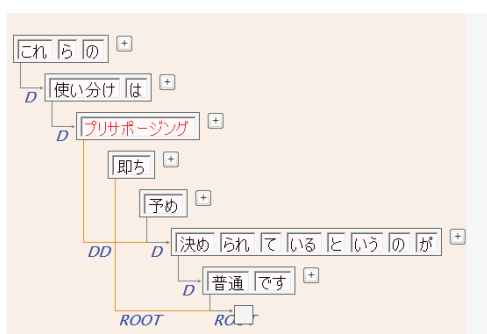 これ ら の +
D 使い分け は +
D プリサポージング +
即ち +
予め +
DD D 決め られ て いる と いう の が +
D 普通 です +
ROOT ROOT